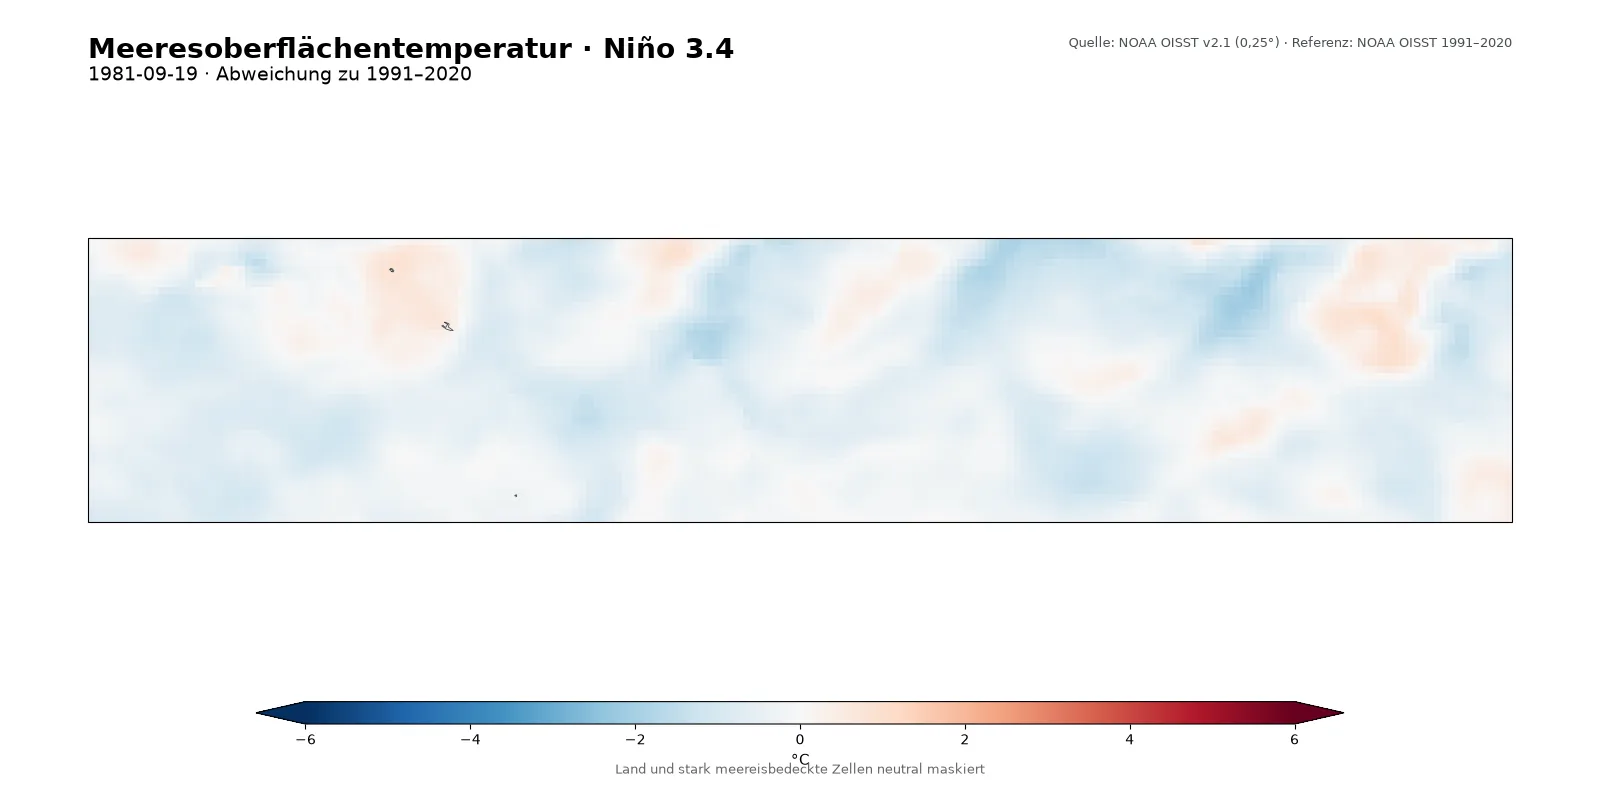 Meeresoberflächentemperatur · Niño 3.4
1981-09-19 · Abweichung zu 1991–2020
Quelle: NOAA OISST v2.1 (0,25°) · Referenz: NOAA OISST 1991–2020
−6 −4 −2 0 2 4 6
°C
Land und stark meereisbedeckte Zellen neutral maskiert